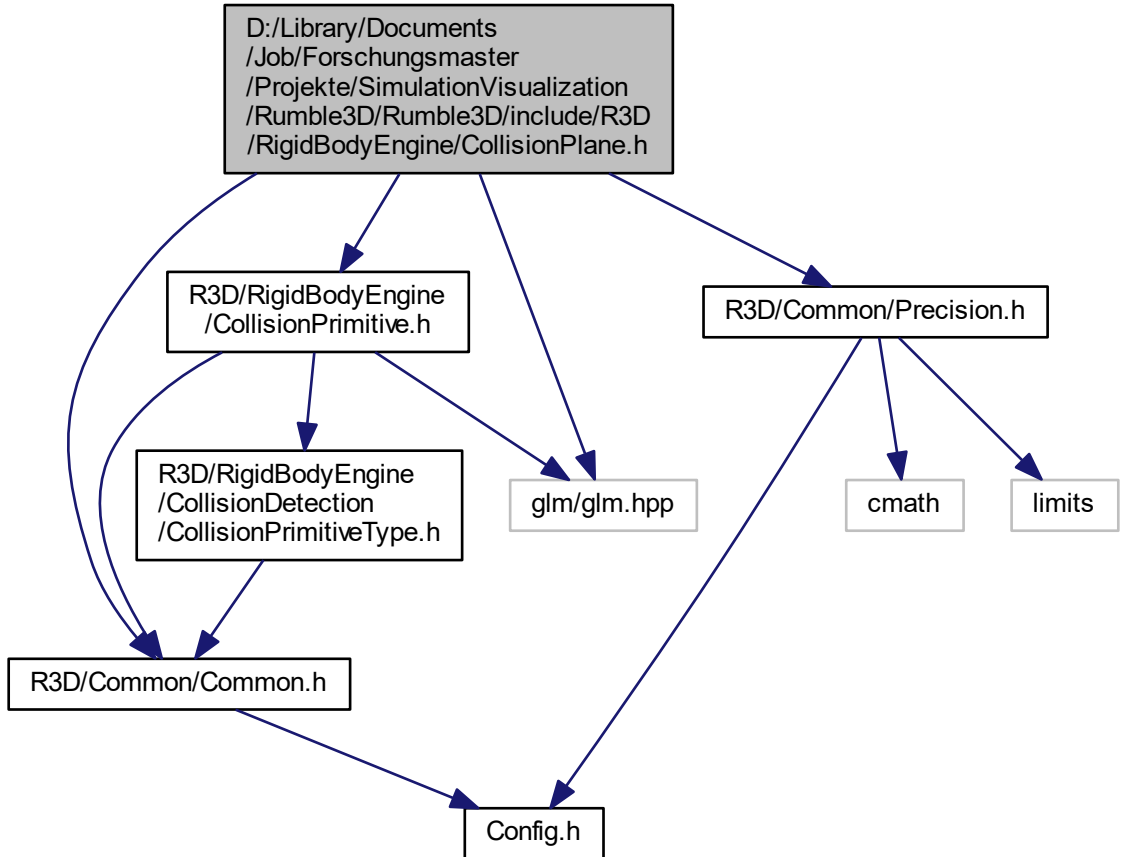 D:/Library/Documents
/Job/Forschungsmaster
/Projekte/SimulationVisualization
/Rumble3D/Rumble3D/include/R3D
/RigidBodyEngine/CollisionPlane.h
R3D/RigidBodyEngine
/CollisionPrimitive.h
R3D/Common/Precision.h
R3D/RigidBodyEngine
/CollisionDetection
/CollisionPrimitiveType.h
glm/glm.hpp
cmath
limits
R3D/Common/Common.h
Config.h